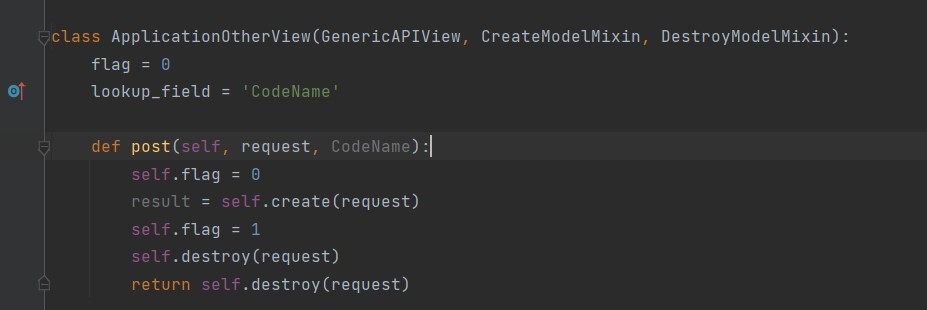 class ApplicationOtherView(GenericAPIView, CreateModelMixin, DestroyModelMixin):
    flag = 0
    lookup_field = 'CodeName'
    def post(self, request, CodeName):
        self.flag = 0
        result = self.create(request)
        self.flag = 1
        self.destroy(request)
        return self.destroy(request)